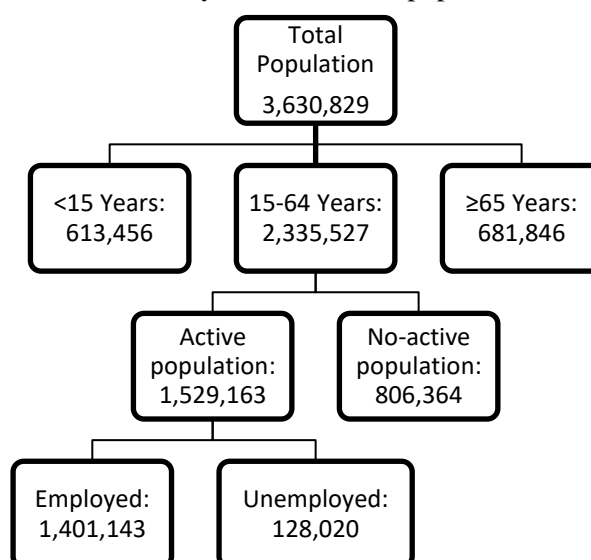 Total
Population
3,630,829
<15 Years:
613,456
15-64 Years:
2,335,527
≥65 Years:
681,846
Active
population:
1,529,163
No-active
population:
806,364
Employed:
1,401,143
Unemployed:
128,020